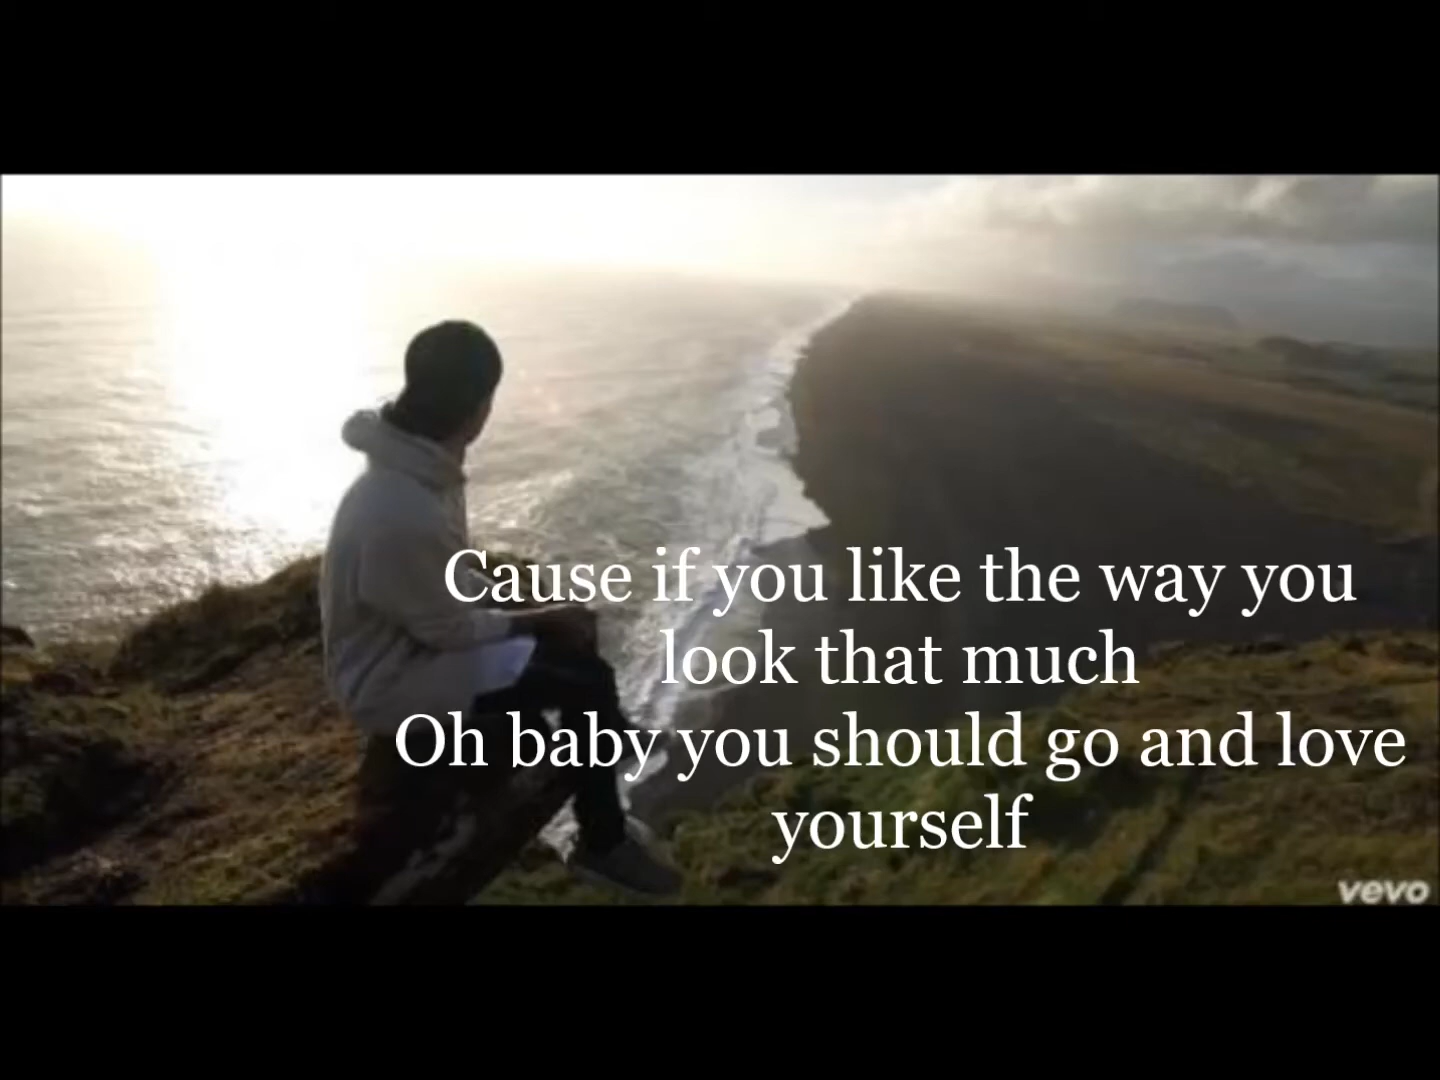 Cause if you like the way you
look that much
Oh baby you should go and love
yourself
vevo